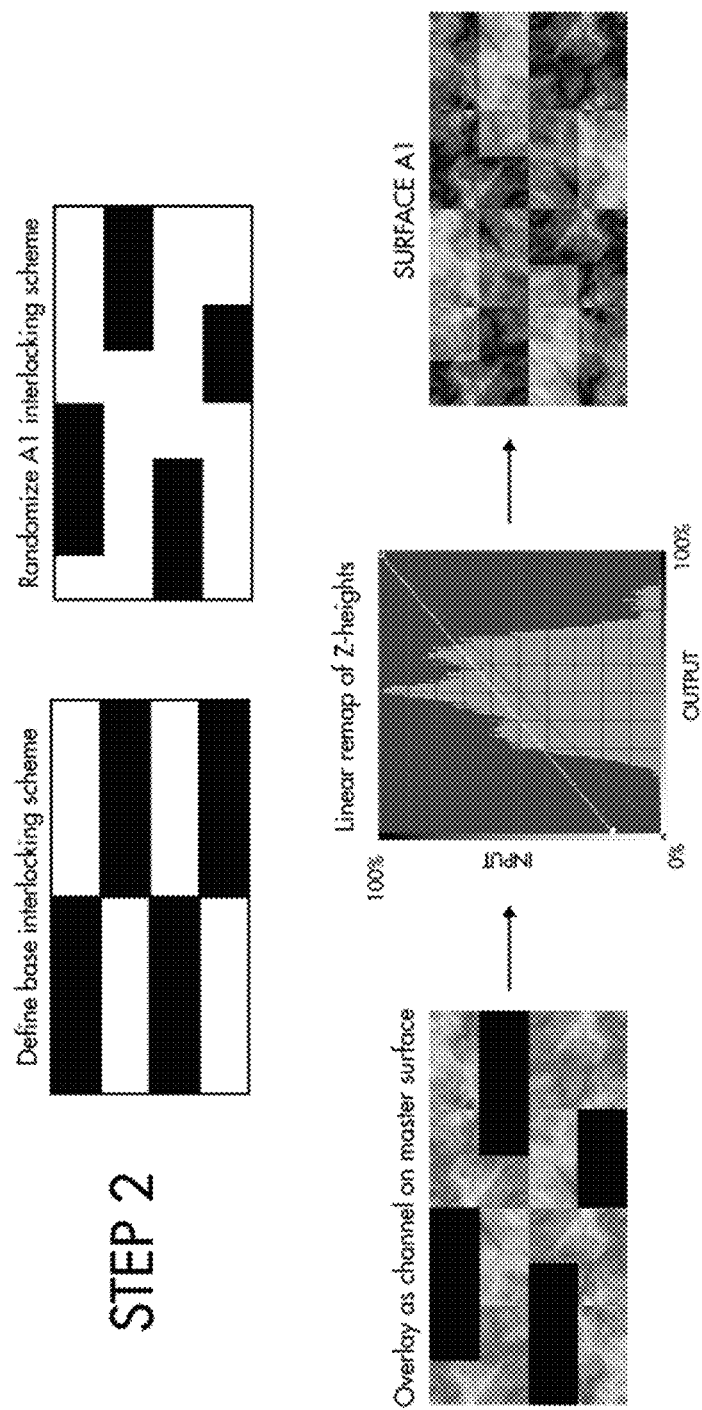 STEP 2
Define base interlocking scheme
Randomize A1 interlocking scheme
Overlay as channel on master surface
Linear remap of Z-heights
100%
INPUT
0%
OUTPUT
100%
SURFACE A1